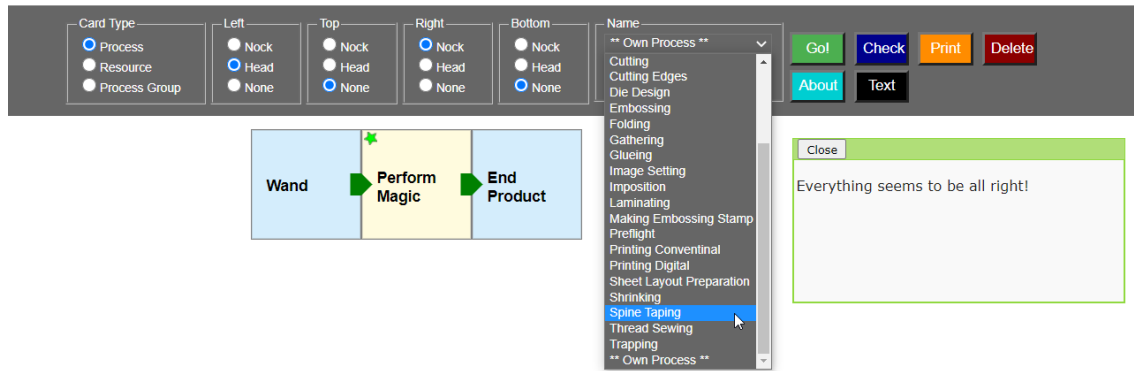 Card Type
Process
Resource
Process Group
Left
Nock
Head
None
Top
Nock
Head
None
Right
Nock
Head
None
Bottom
Nock
Head
None
Name
** Own Process **
Cutting
Cutting Edges
Die Design
Embossing
Folding
Gathering
Glueing
Image Setting
Imposition
Laminating
Making Embossing Stamp
Preflight
Printing Conventinal
Printing Digital
Sheet Layout Preparation
Shrinking
Spine Taping
Thread Sewing
Trapping
** Own Process **
Go!
Check
Print
Delete
About
Text
Wand
Perform
Magic
End
Product
Close
Everything seems to be all right!